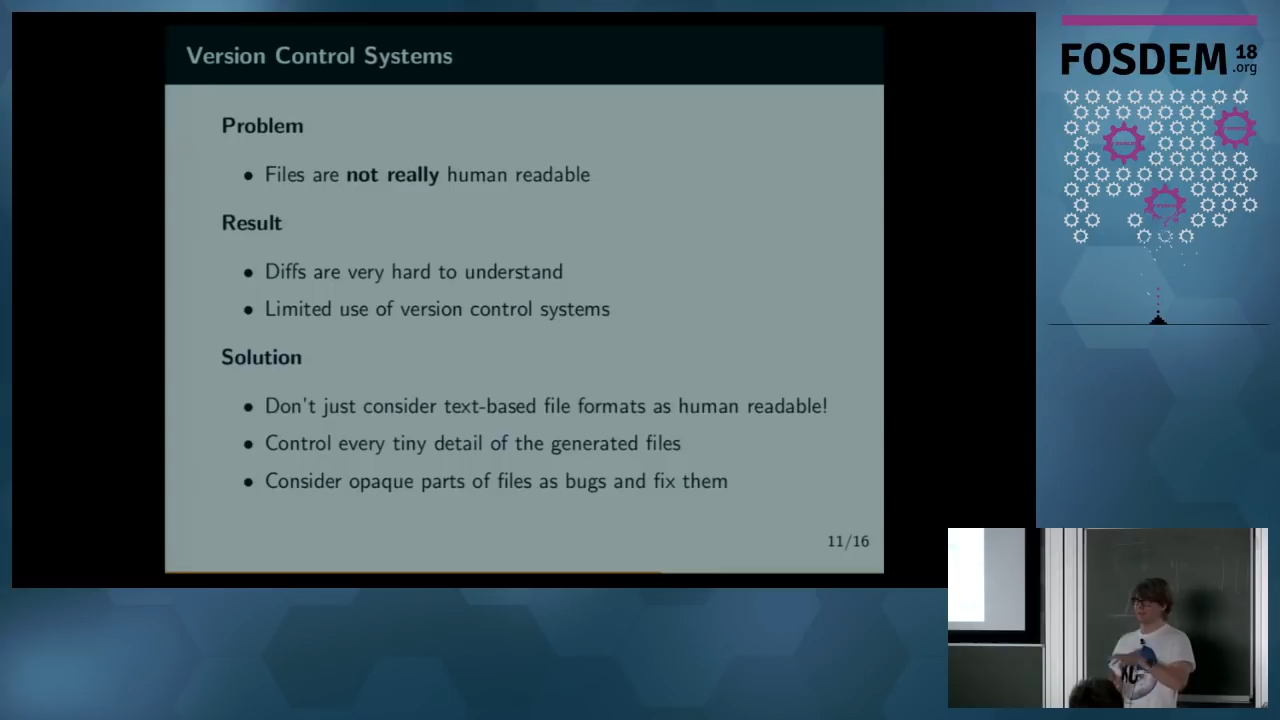 Version Control Systems
Problem
• Files are not really human readable
Result
• Diffs are very hard to understand
• Limited use of version control systems
Solution
• Don't just consider text-based file formats as human readable!
• Control every tiny detail of the generated files
• Consider opaque parts of files as bugs and fix them
11/16
FOSDEM 18
.org